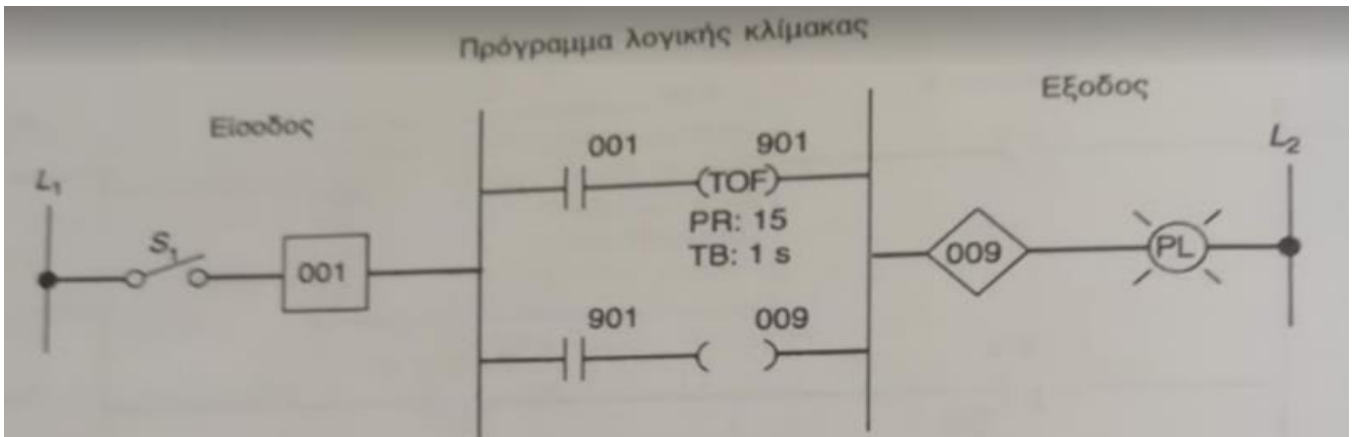 Πρόγραμμα λογικής κλίμακας
Είσοδος
Εξοδος
L₁
S₁
001
001
901
(TOF)
PR: 15
TB: 1 s
901
009
( )
009
PL
L₂